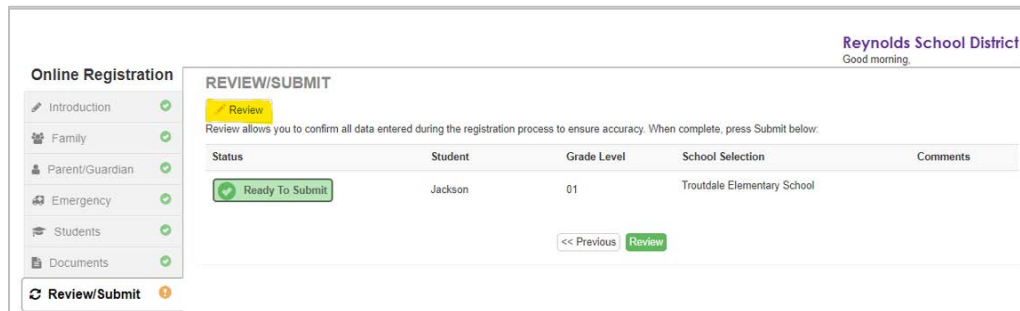 Reynolds School District
Good morning,
Online Registration
Introduction
Family
Parent/Guardian
Emergency
Students
Documents
Review/Submit
REVIEW/SUBMIT
Review
Review allows you to confirm all data entered during the registration process to ensure accuracy. When complete, press Submit below:
Status Student Grade Level School Selection Comments
Ready To Submit Jackson 01 Troutdale Elementary School
<< Previous Review